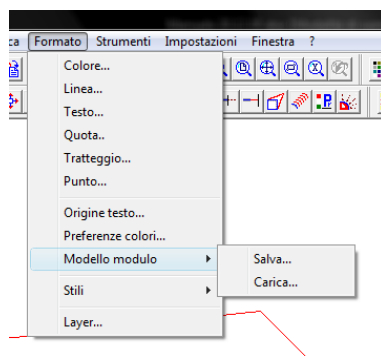 ca Formato Strumenti Impostazioni Finestra ?
Colore...
Linea...
Testo...
Quota..
Tratteggio...
Punto...
Origine testo...
Preferenze colori...
Modello modulo
Salva...
Carica...
Stili
Layer...